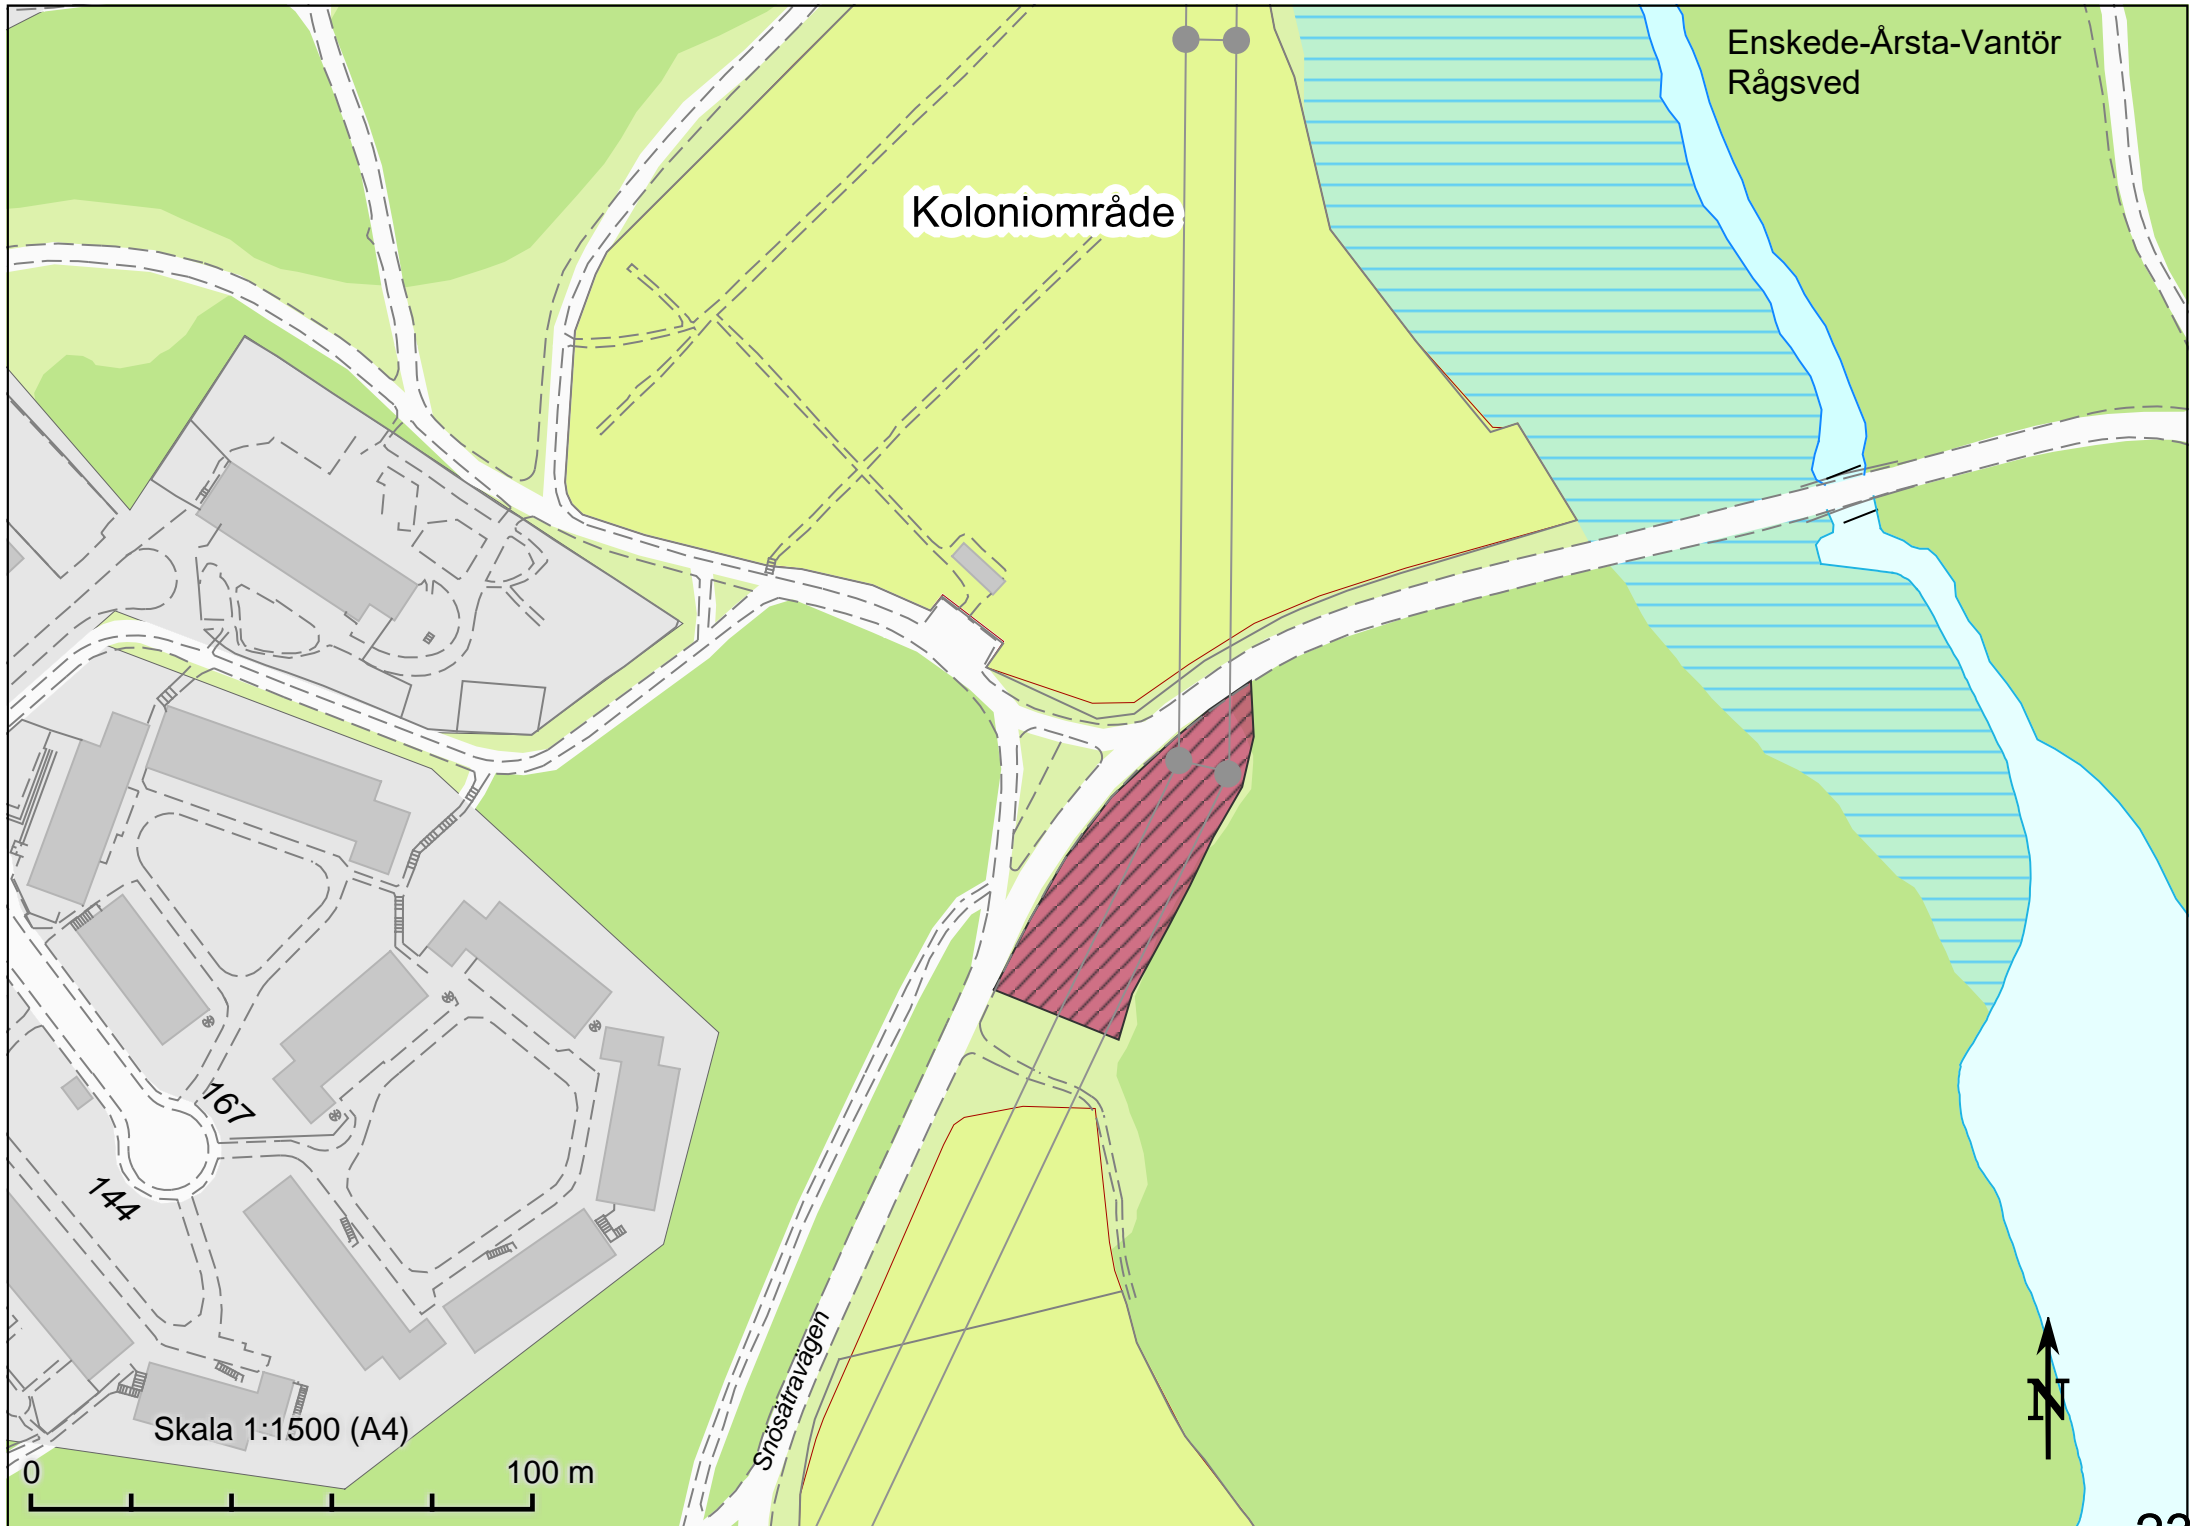 Enskede-Årsta-Vantör
Rågsved
Koloniområde
167
144
Snösätravägen
Skala 1:1500 (A4)
0 100 m
N